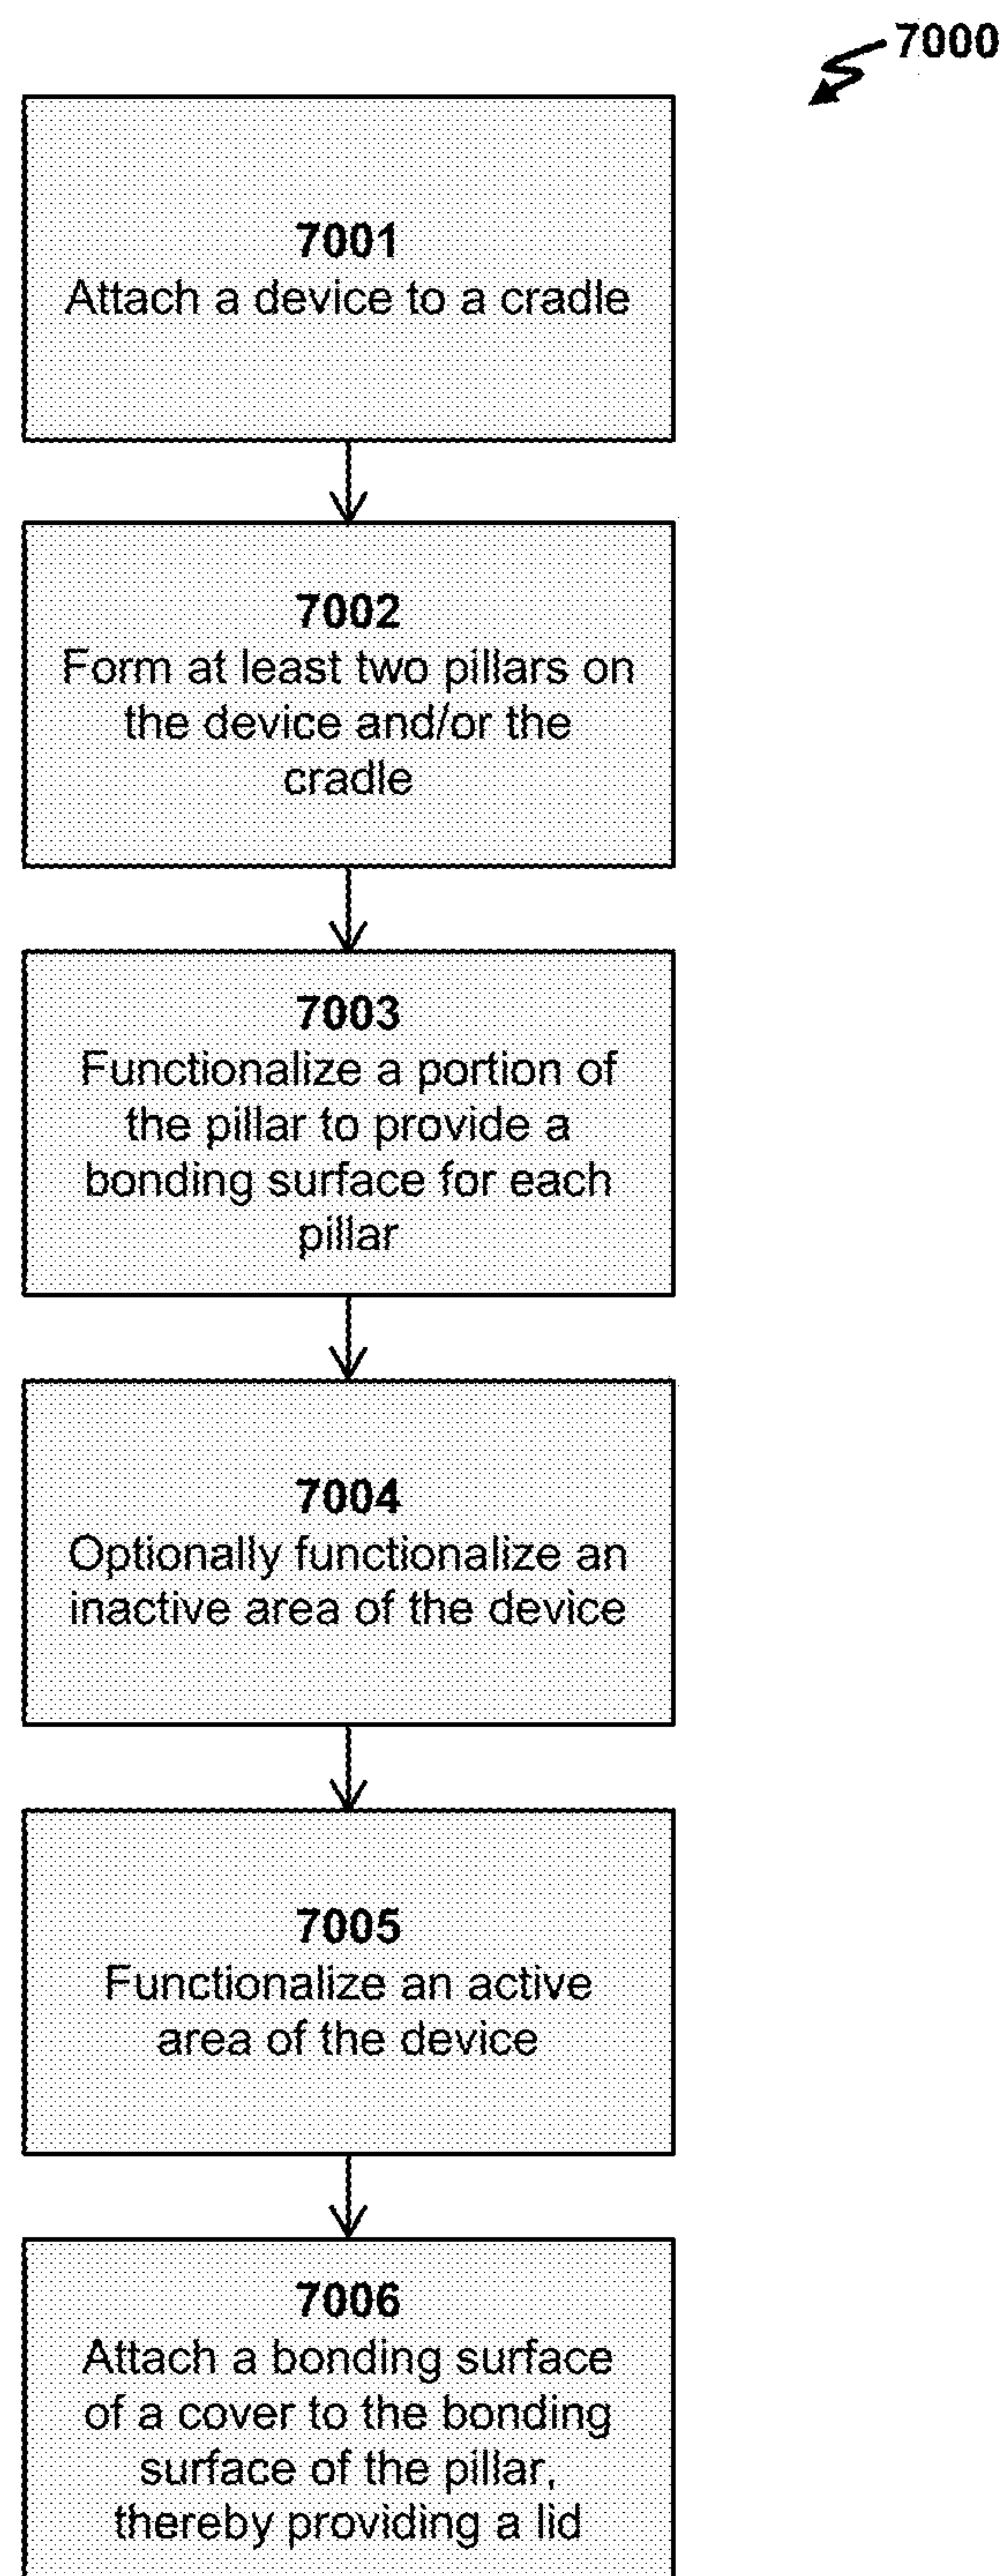 7000
7001
Attach a device to a cradle
7002
Form at least two pillars on
the device and/or the
cradle
7003
Functionalize a portion of
the pillar to provide a
bonding surface for each
pillar
7004
Optionally functionalize an
inactive area of the device
7005
Functionalize an active
area of the device
7006
Attach a bonding surface
of a cover to the bonding
surface of the pillar,
thereby providing a lid